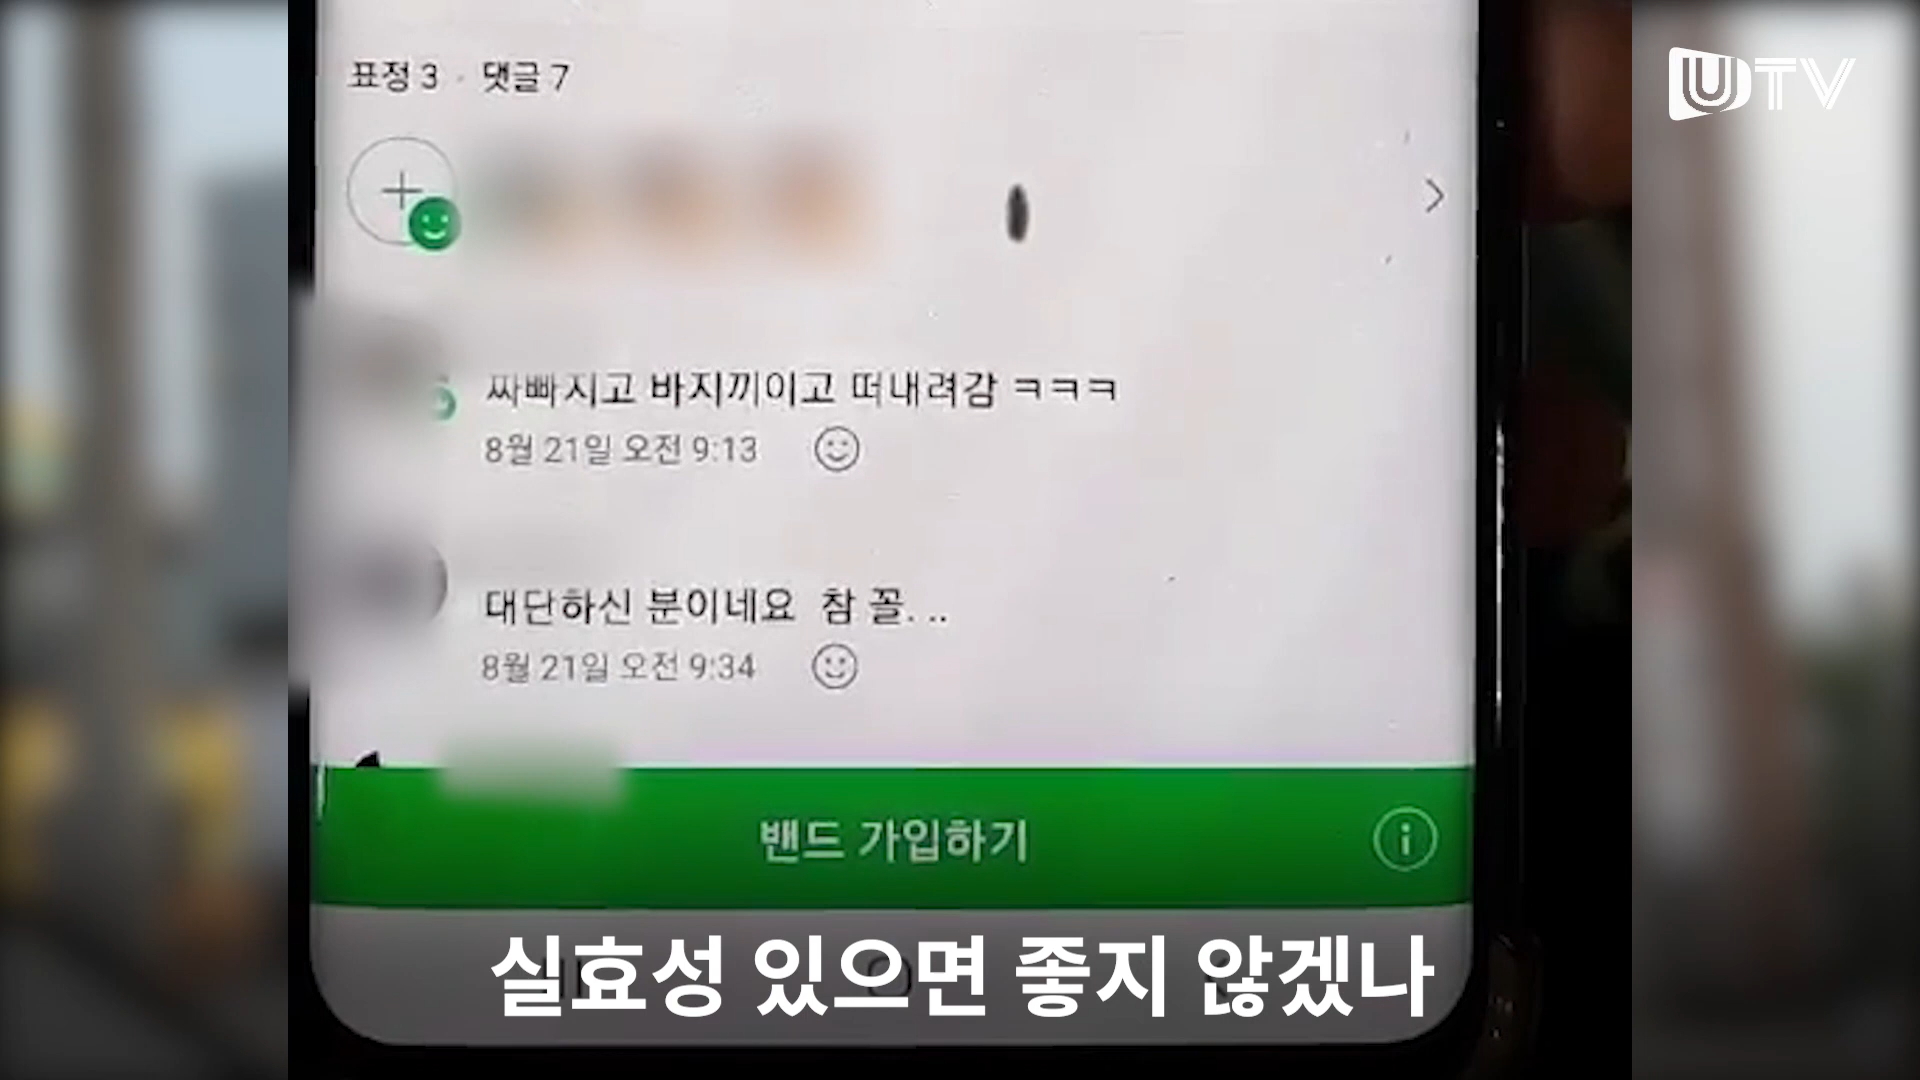 표정 3 · 댓글 7
UTV
짜빠지고 바지끼이고 떠내려감 ㅋㅋㅋ
8월 21일 오전 9:13
대단하신 분이네요 참 꼴. ..
8월 21일 오전 9:34
밴드 가입하기
실효성 있으면 좋지 않겠나